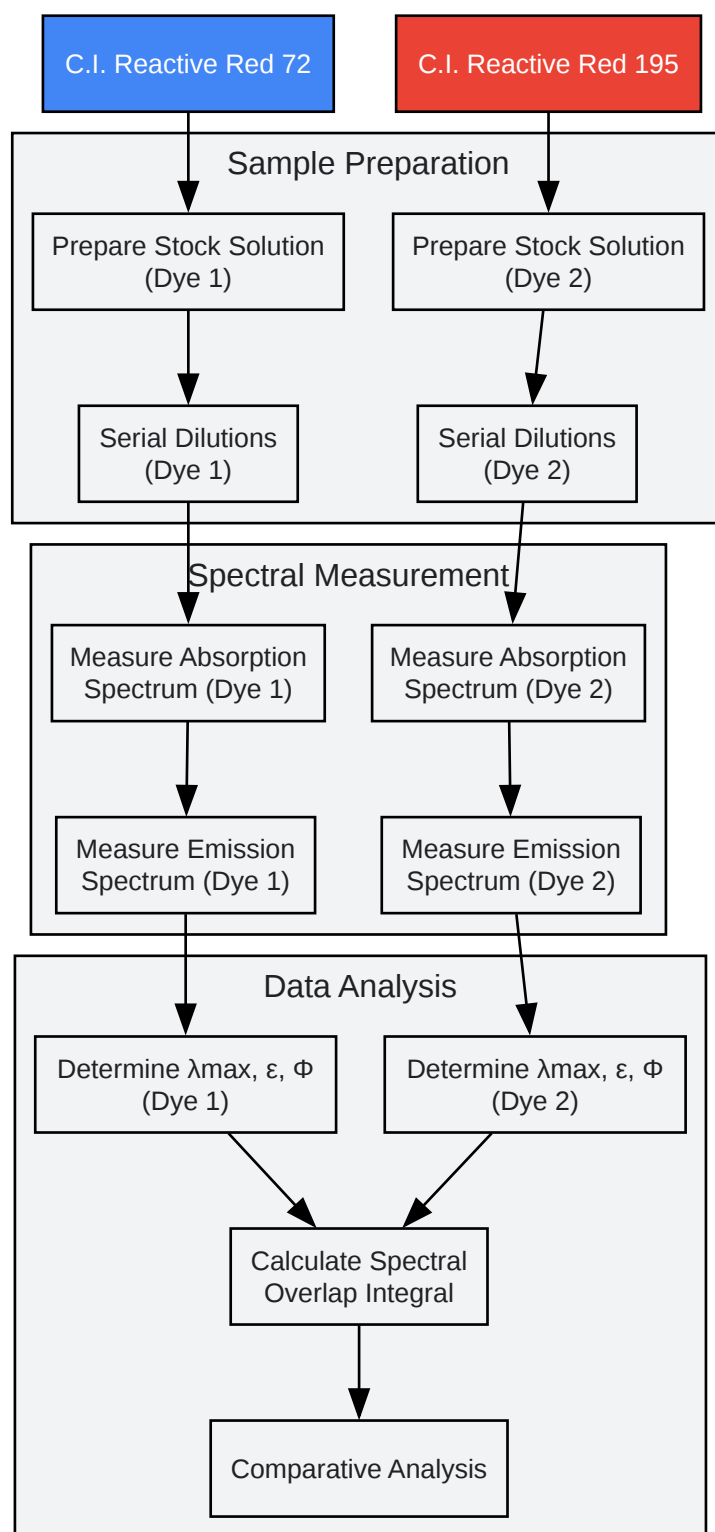 C.I. Reactive Red 72
C.I. Reactive Red 195
Sample Preparation
Prepare Stock Solution
(Dye 1)
Prepare Stock Solution
(Dye 2)
Serial Dilutions
(Dye 1)
Serial Dilutions
(Dye 2)
Spectral Measurement
Measure Absorption
Spectrum (Dye 1)
Measure Absorption
Spectrum (Dye 2)
Measure Emission
Spectrum (Dye 1)
Measure Emission
Spectrum (Dye 2)
Data Analysis
Determine λmax, ε, Φ
(Dye 1)
Determine λmax, ε, Φ
(Dye 2)
Calculate Spectral
Overlap Integral
Comparative Analysis